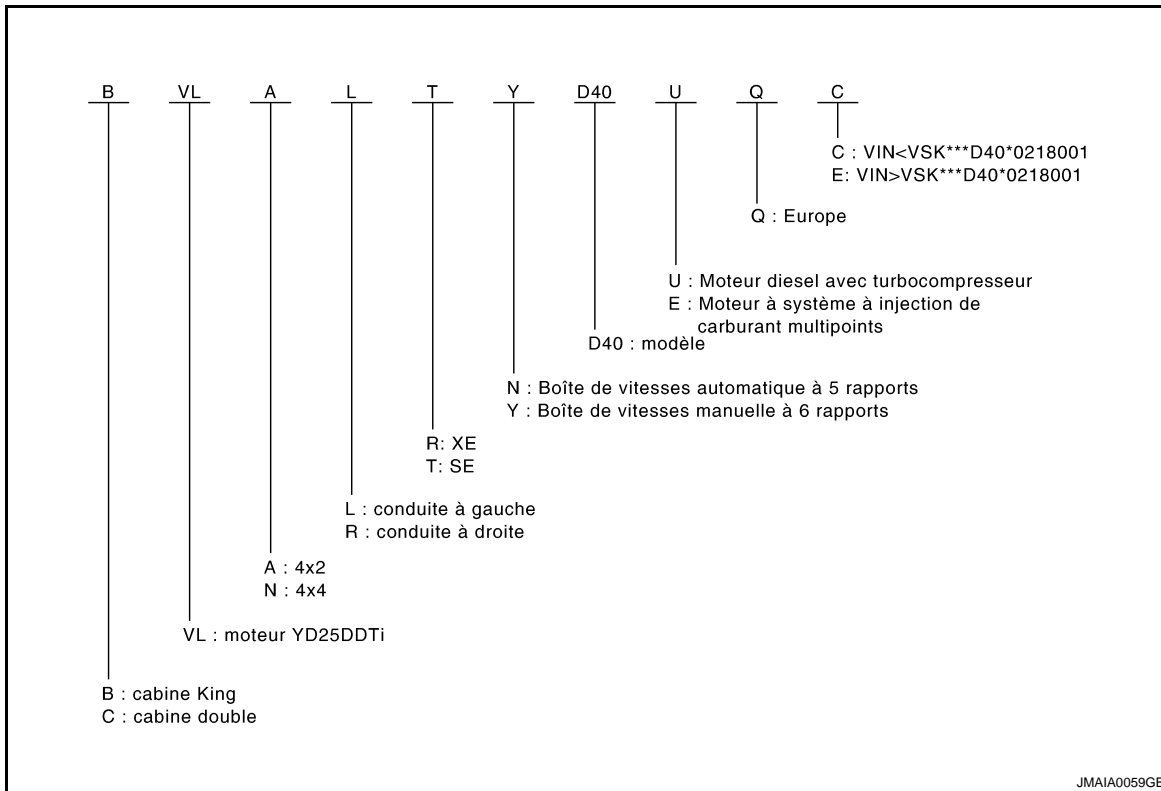 B VL A L T Y D40 U Q C
C : VIN<VSK***D40*0218001
E: VIN>VSK***D40*0218001
Q : Europe
U : Moteur diesel avec turbocompresseur
E : Moteur à système à injection de
carburant multipoints
D40 : modèle
N : Boîte de vitesses automatique à 5 rapports
Y : Boîte de vitesses manuelle à 6 rapports
R: XE
T: SE
L : conduite à gauche
R : conduite à droite
A : 4x2
N : 4x4
VL : moteur YD25DDTi
B : cabine King
C : cabine double
JMAIA0059GB